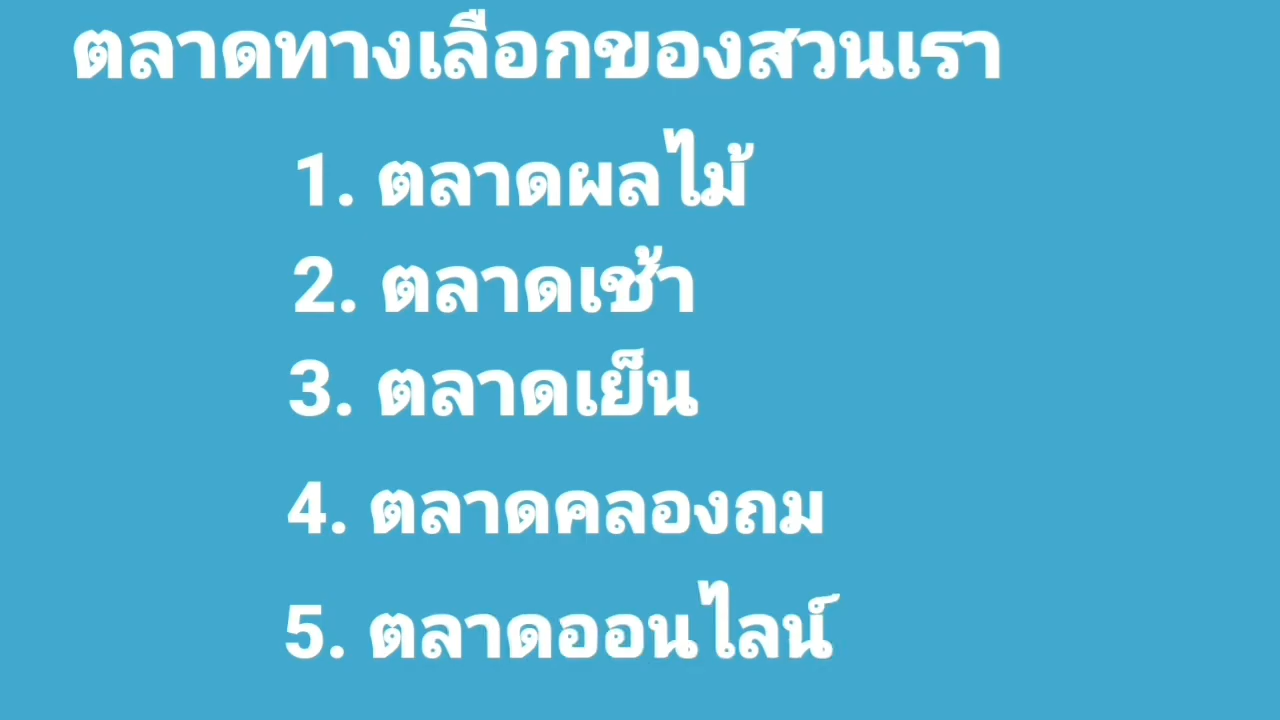 ตลาดทางเลือกของสวนเรา
1. ตลาดผลไม้
2. ตลาดเช้า
3. ตลาดเย็น
4. ตลาดคลองถม
5. ตลาดออนไลน์